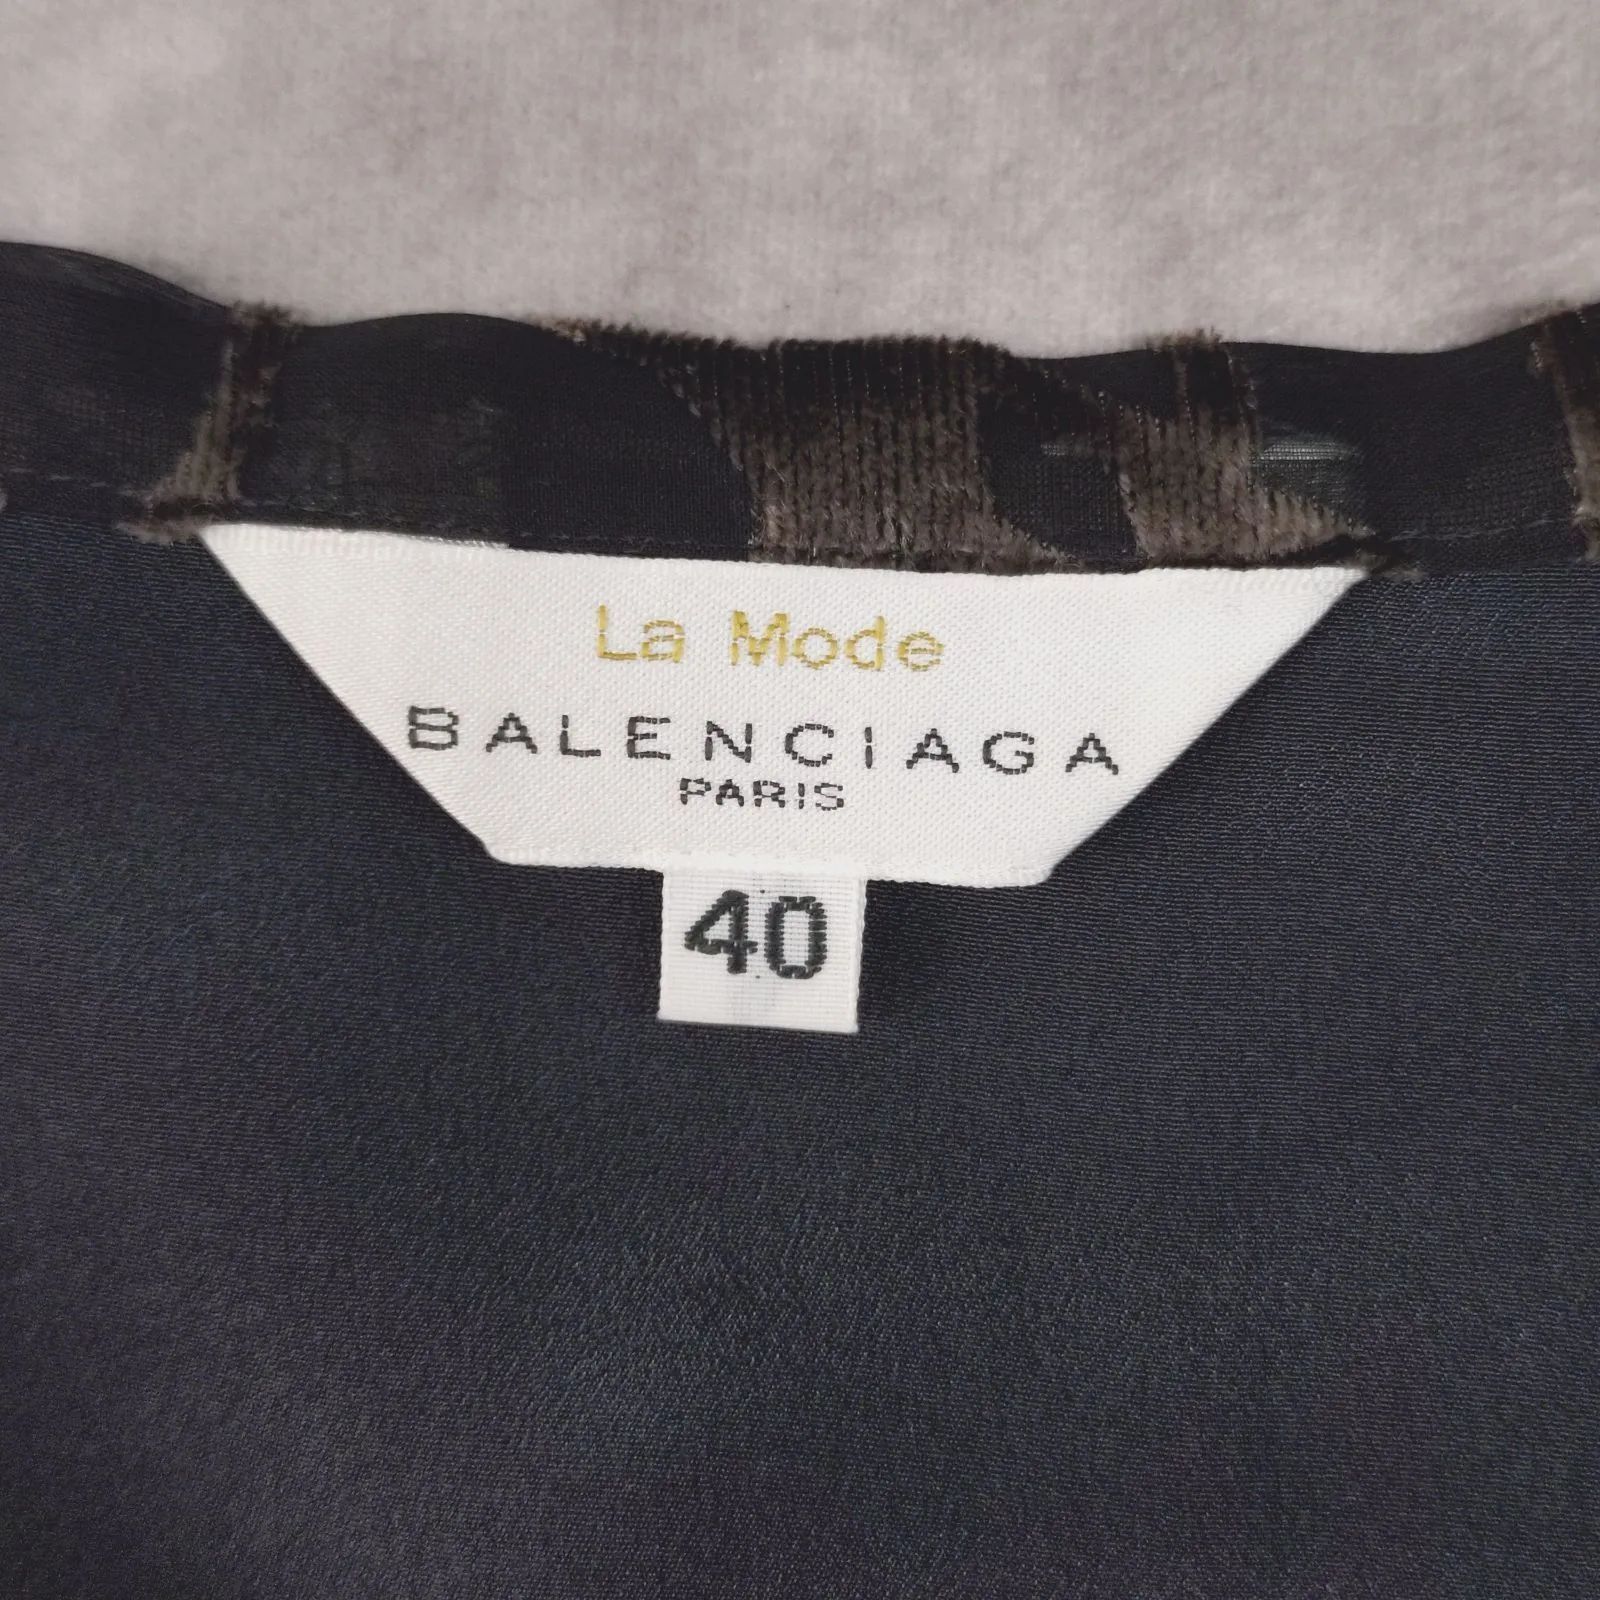 La Mode
BALENCIAGA
PARIS
40